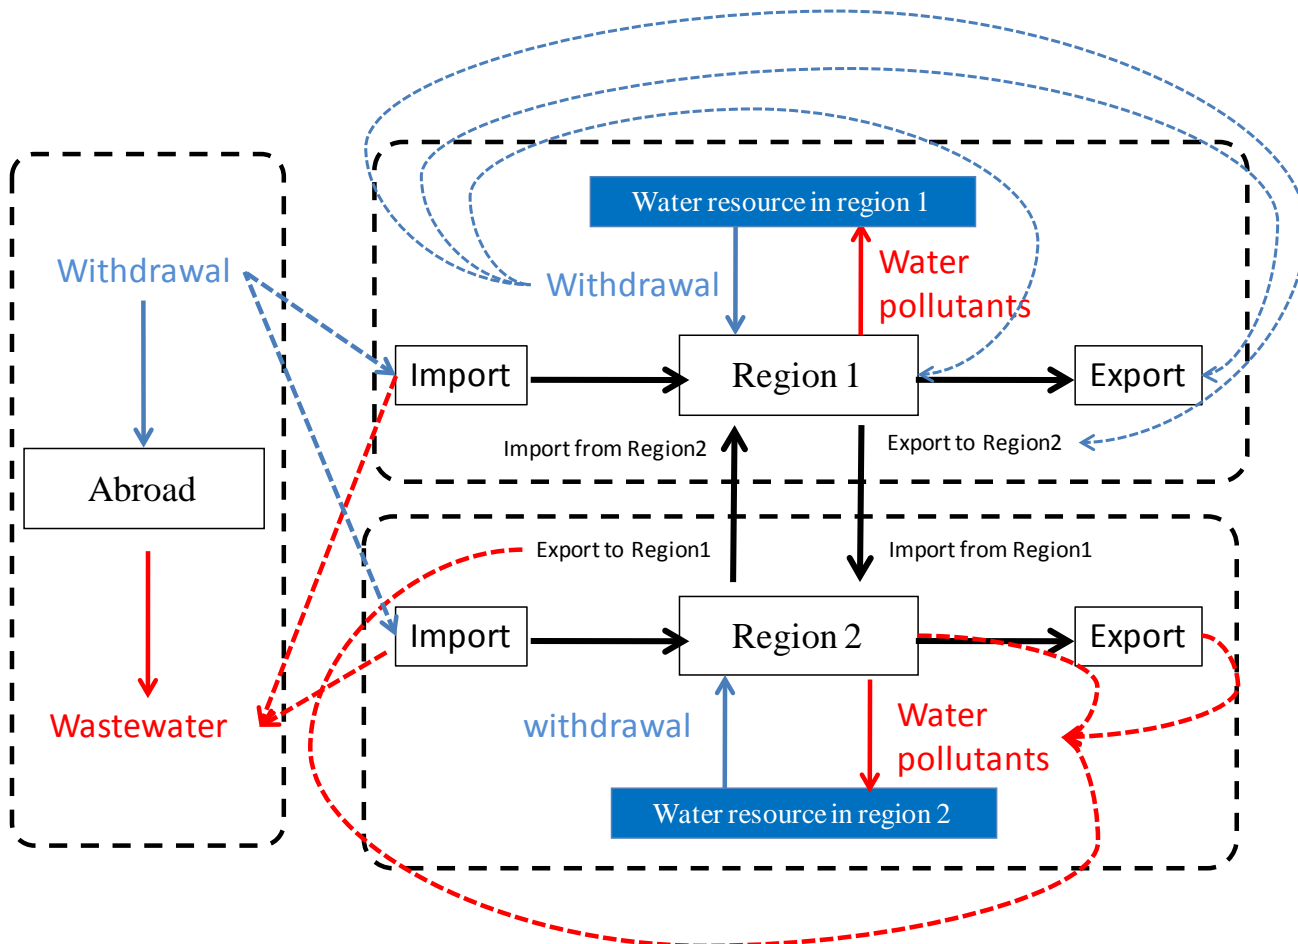 Water resource in region 1
Withdrawal
Withdrawal
Water
pollutants
Import
Region 1
Export
Import from Region2
Export to Region2
Abroad
Export to Region1
Import from Region1
Import
Region 2
Export
Wastewater
withdrawal
Water
pollutants
Water resource in region 2